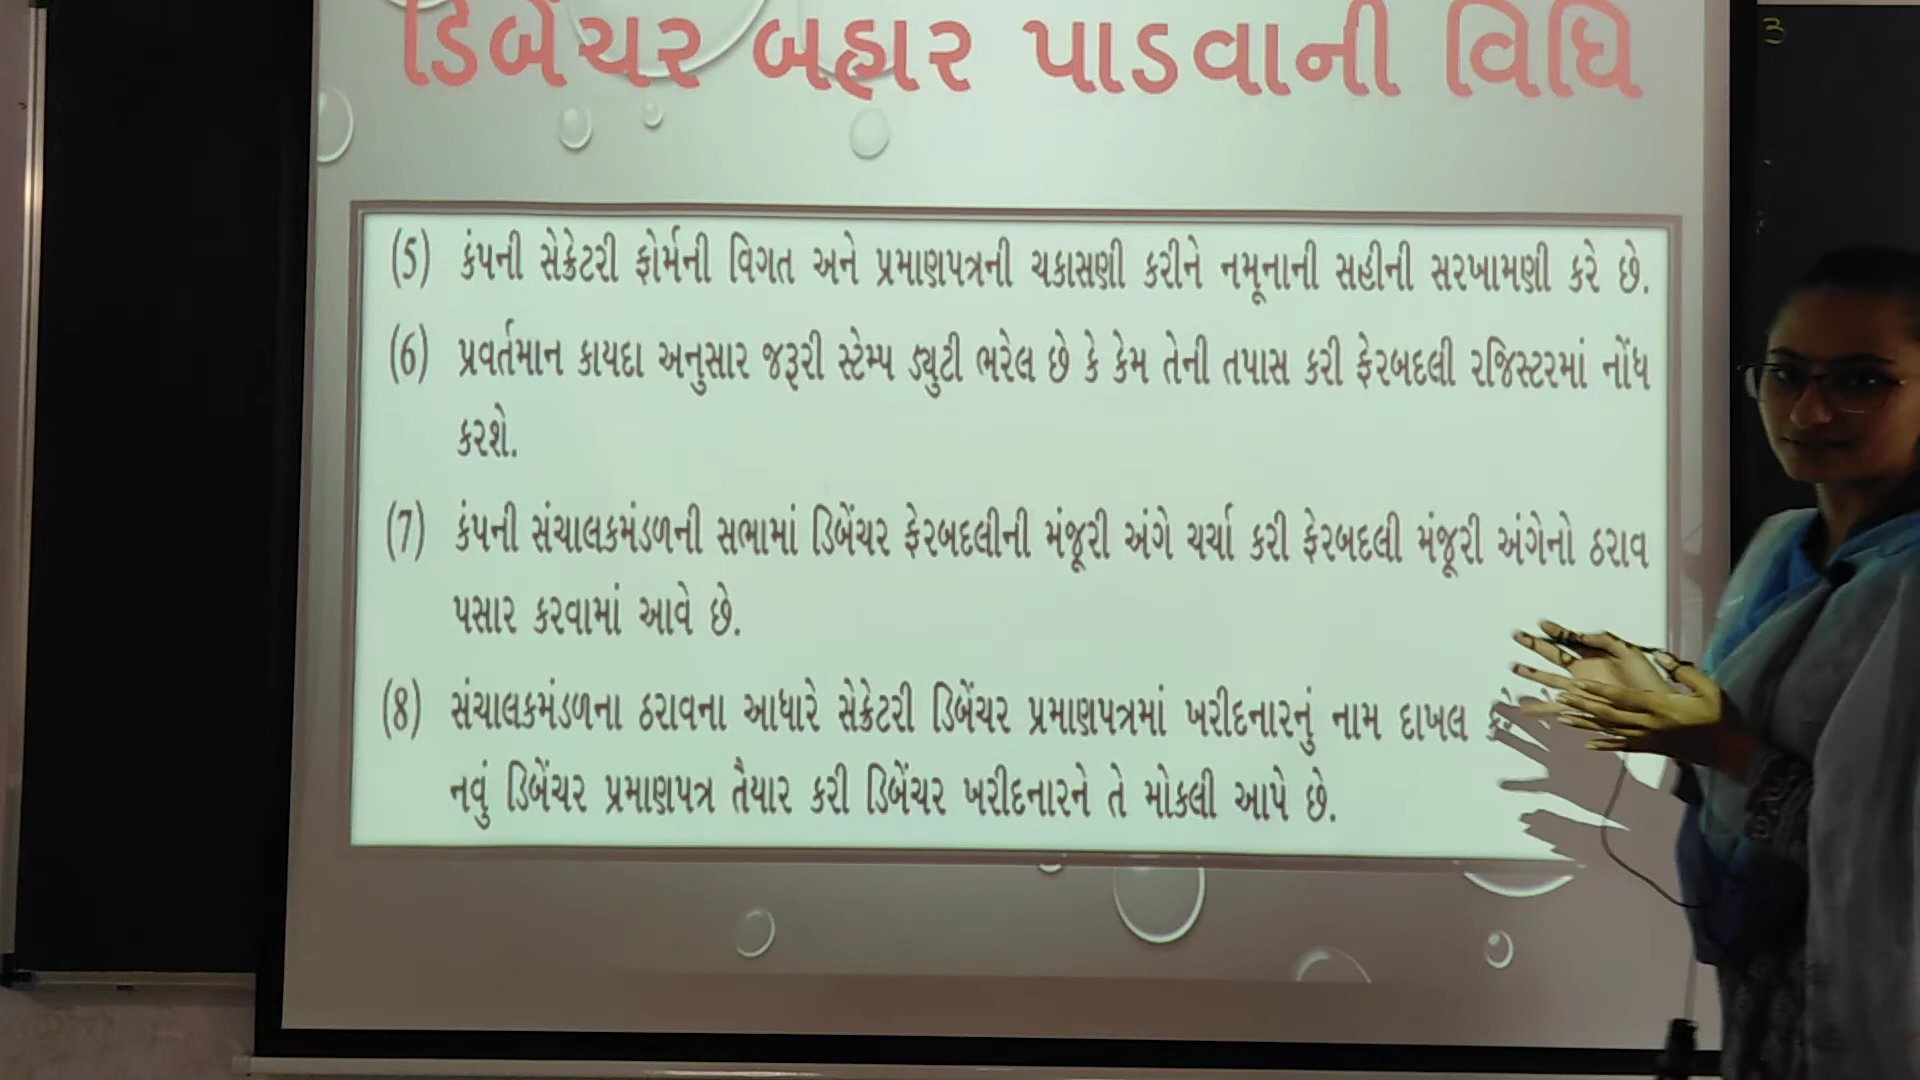 ડિબેંચર બહાર પાડવાની વિધિ
3
(5) કંપની સેક્રેટરી ફોર્મની વિગત અને પ્રમાણપત્રની ચકાસણી કરીને નમૂનાની સહીની સરખામણી કરે છે.
(6) પ્રવર્તમાન કાયદા અનુસાર જરૂરી સ્ટેમ્પ ડ્યુટી ભરેલ છે કે કેમ તેની તપાસ કરી ફેરબદલી રજિસ્ટરમાં નોંધ
કરશે.
(7) કંપની સંચાલકમંડળની સભામાં ડિબેંચર ફેરબદલીની મંજૂરી અંગે ચર્ચા કરી ફેરબદલી મંજૂરી અંગેનો ઠરાવ
પસાર કરવામાં આવે છે.
(8) સંચાલકમંડળના ઠરાવના આધારે સેક્રેટરી ડિબેંચર પ્રમાણપત્રમાં ખરીદનારનું નામ દાખલ
નવું ડિબેંચર પ્રમાણપત્ર તૈયાર કરી ડિબેંચર ખરીદનારને તે મોકલી આપે છે.